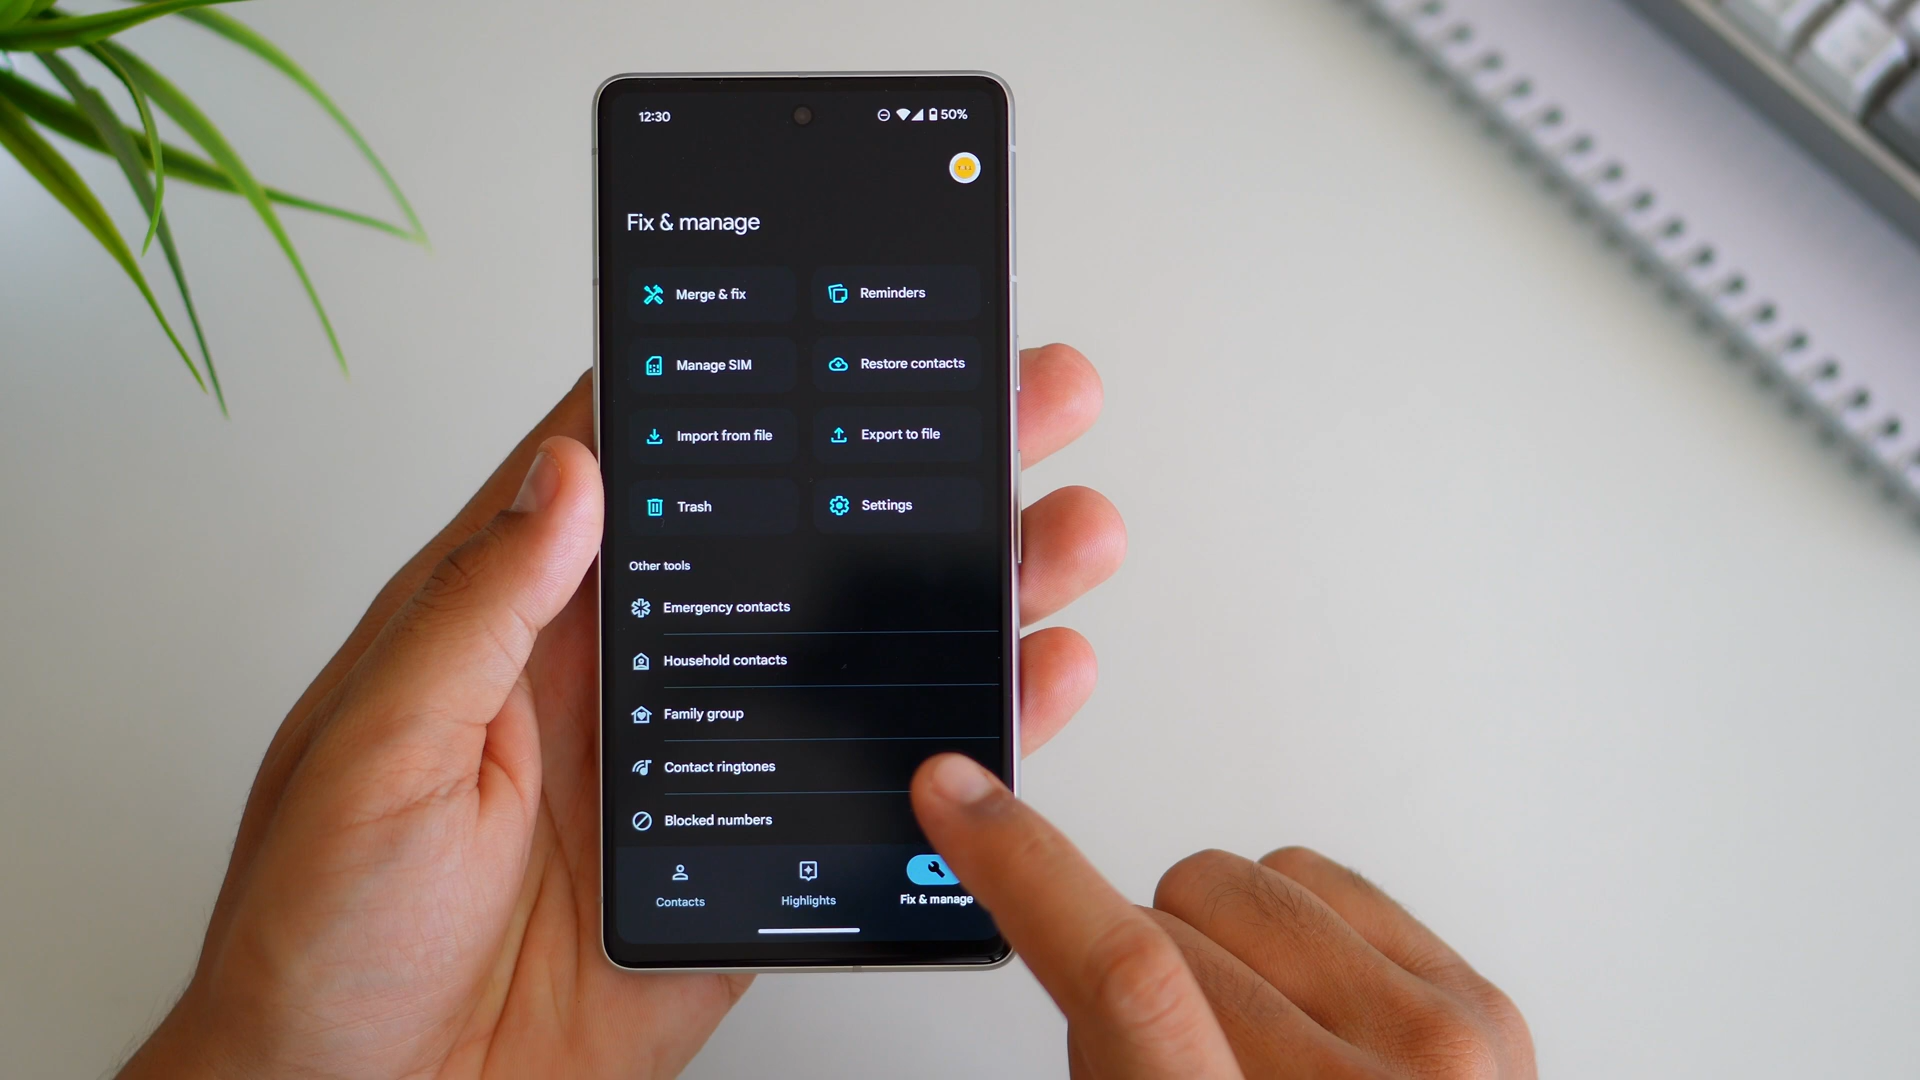 12:30
50%
Fix & manage
Merge & fix
Reminders
Manage SIM
Restore contacts
Import from file
Export to file
Trash
Settings
Other tools
Emergency contacts
Household contacts
Family group
Contact ringtones
Blocked numbers
Contacts
Highlights
Fix & manage